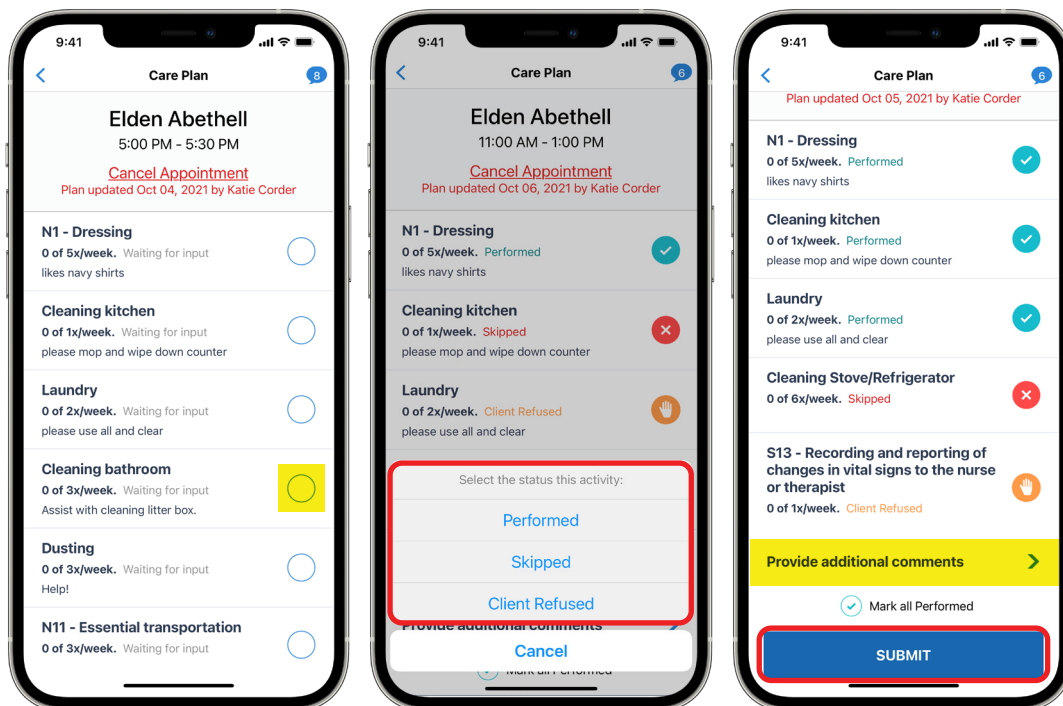 9:41
Care Plan
8
Elden Abethell
5:00 PM - 5:30 PM
Cancel Appointment
Plan updated Oct 04, 2021 by Katie Corder
N1 - Dressing
0 of 5x/week. Waiting for input
likes navy shirts
Cleaning kitchen
0 of 1x/week. Waiting for input
please mop and wipe down counter
Laundry
0 of 2x/week. Waiting for input
please use all and clear
Cleaning bathroom
0 of 3x/week. Waiting for input
Assist with cleaning litter box.
Dusting
0 of 3x/week. Waiting for input
Help!
N11 - Essential transportation
0 of 3x/week. Waiting for input
9:41
Care Plan
6
Elden Abethell
11:00 AM - 1:00 PM
Cancel Appointment
Plan updated Oct 06, 2021 by Katie Corder
N1 - Dressing
0 of 5x/week. Performed
likes navy shirts
Cleaning kitchen
0 of 1x/week. Skipped
please mop and wipe down counter
Laundry
0 of 2x/week. Client Refused
please use all and clear
Select the status this activity:
Performed
Skipped
Client Refused
Provide additional comments
Cancel
Mark all Performed
9:41
Care Plan
6
Plan updated Oct 05, 2021 by Katie Corder
N1 - Dressing
0 of 5x/week. Performed
likes navy shirts
Cleaning kitchen
0 of 1x/week. Performed
please mop and wipe down counter
Laundry
0 of 2x/week. Performed
please use all and clear
Cleaning Stove/Refrigerator
0 of 6x/week. Skipped
S13 - Recording and reporting of
changes in vital signs to the nurse
or therapist
0 of 1x/week. Client Refused
Provide additional comments
Mark all Performed
SUBMIT